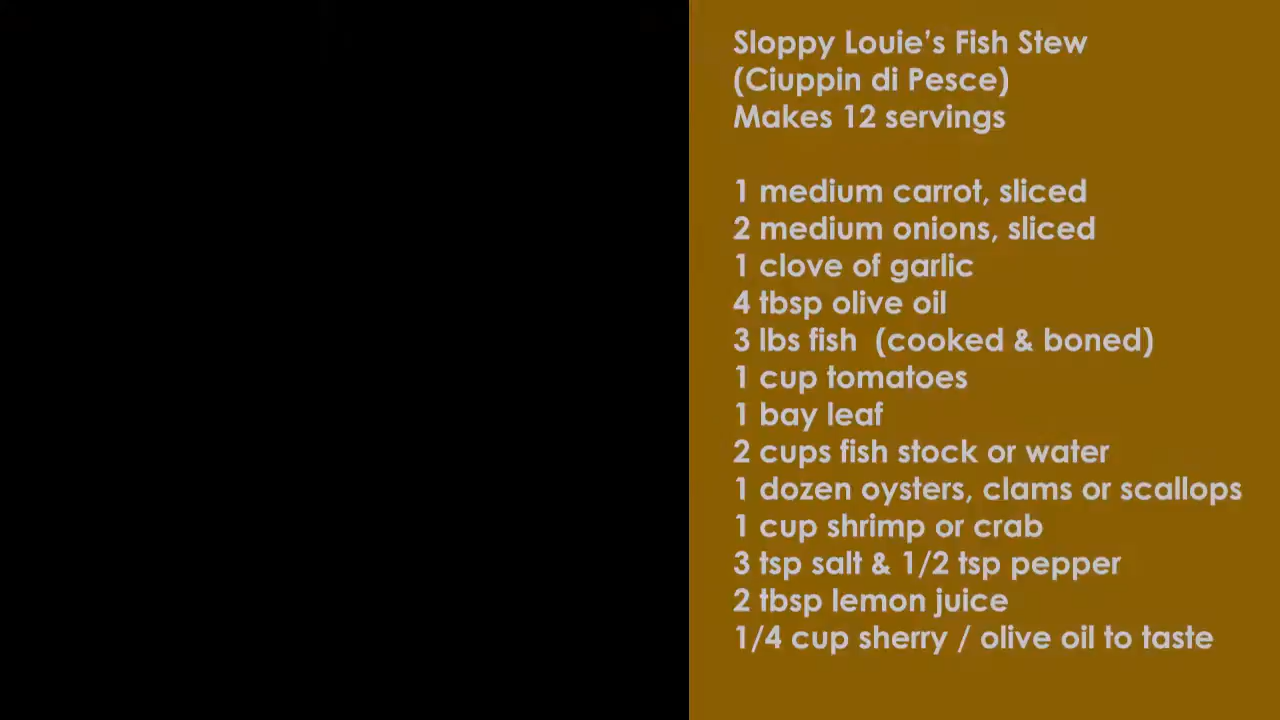 Sloppy Louie’s Fish Stew
(Ciuppin di Pesce)
Makes 12 servings
1 medium carrot, sliced
2 medium onions, sliced
1 clove of garlic
4 tbsp olive oil
3 lbs fish  (cooked & boned)
1 cup tomatoes
1 bay leaf
2 cups fish stock or water
1 dozen oysters, clams or scallops
1 cup shrimp or crab
3 tsp salt & 1/2 tsp pepper
2 tbsp lemon juice
1/4 cup sherry / olive oil to taste